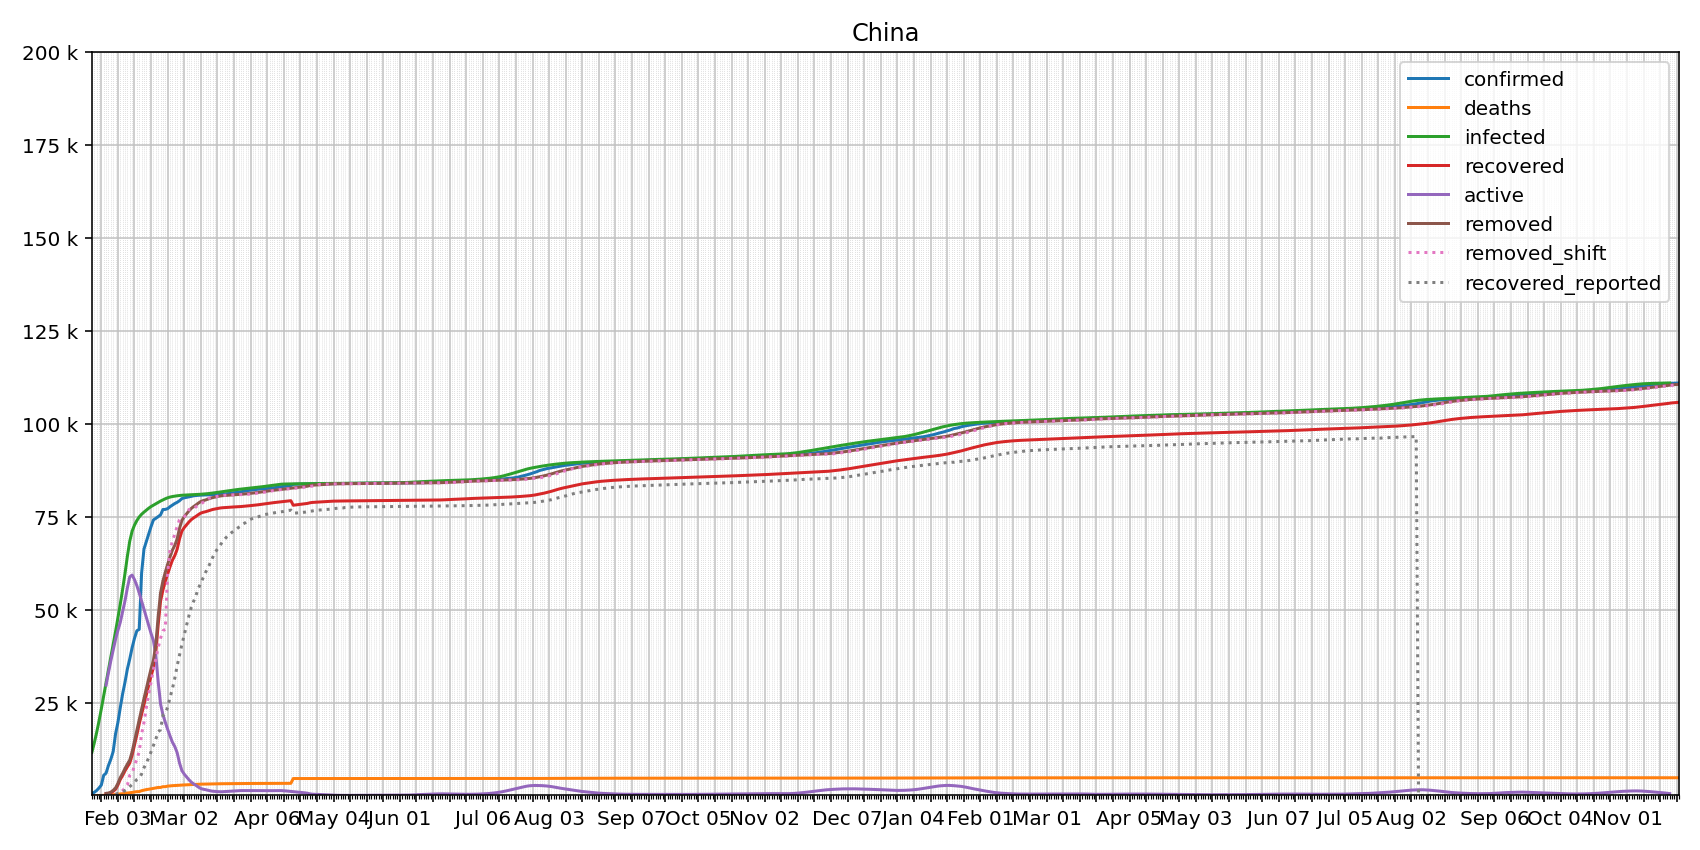 China
200 k
175 k
150 k
125 k
100 k
75 k
50 k
25 k
confirmed
deaths
infected
recovered
active
removed
removed_shift
recovered_reported
Feb 03 Mar 02 Apr 06 May 04 Jun 01 Jul 06 Aug 03 Sep 07 Oct 05 Nov 02 Dec 07 Jan 04 Feb 01 Mar 01 Apr 05 May 03 Jun 07 Jul 05 Aug 02 Sep 06 Oct 04 Nov 01